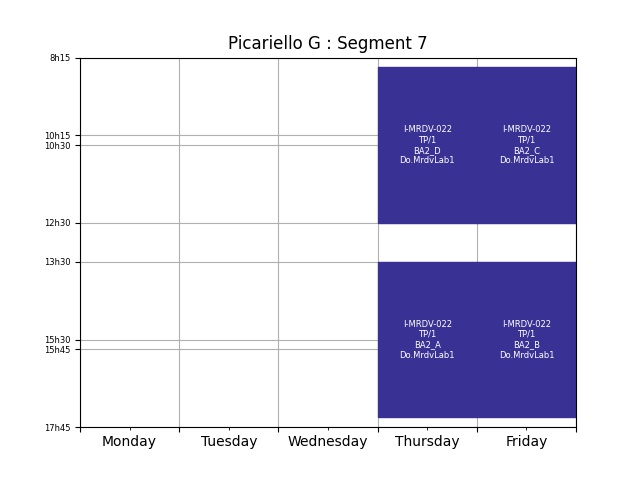 Picariello G : Segment 7
8h15
10h15
10h30
12h30
13h30
15h30
15h45
17h45
I-MRDV-022
TP/1
BA2_D
Do.MrdvLab1
I-MRDV-022
TP/1
BA2_C
Do.MrdvLab1
I-MRDV-022
TP/1
BA2_A
Do.MrdvLab1
I-MRDV-022
TP/1
BA2_B
Do.MrdvLab1
Monday
Tuesday
Wednesday
Thursday
Friday